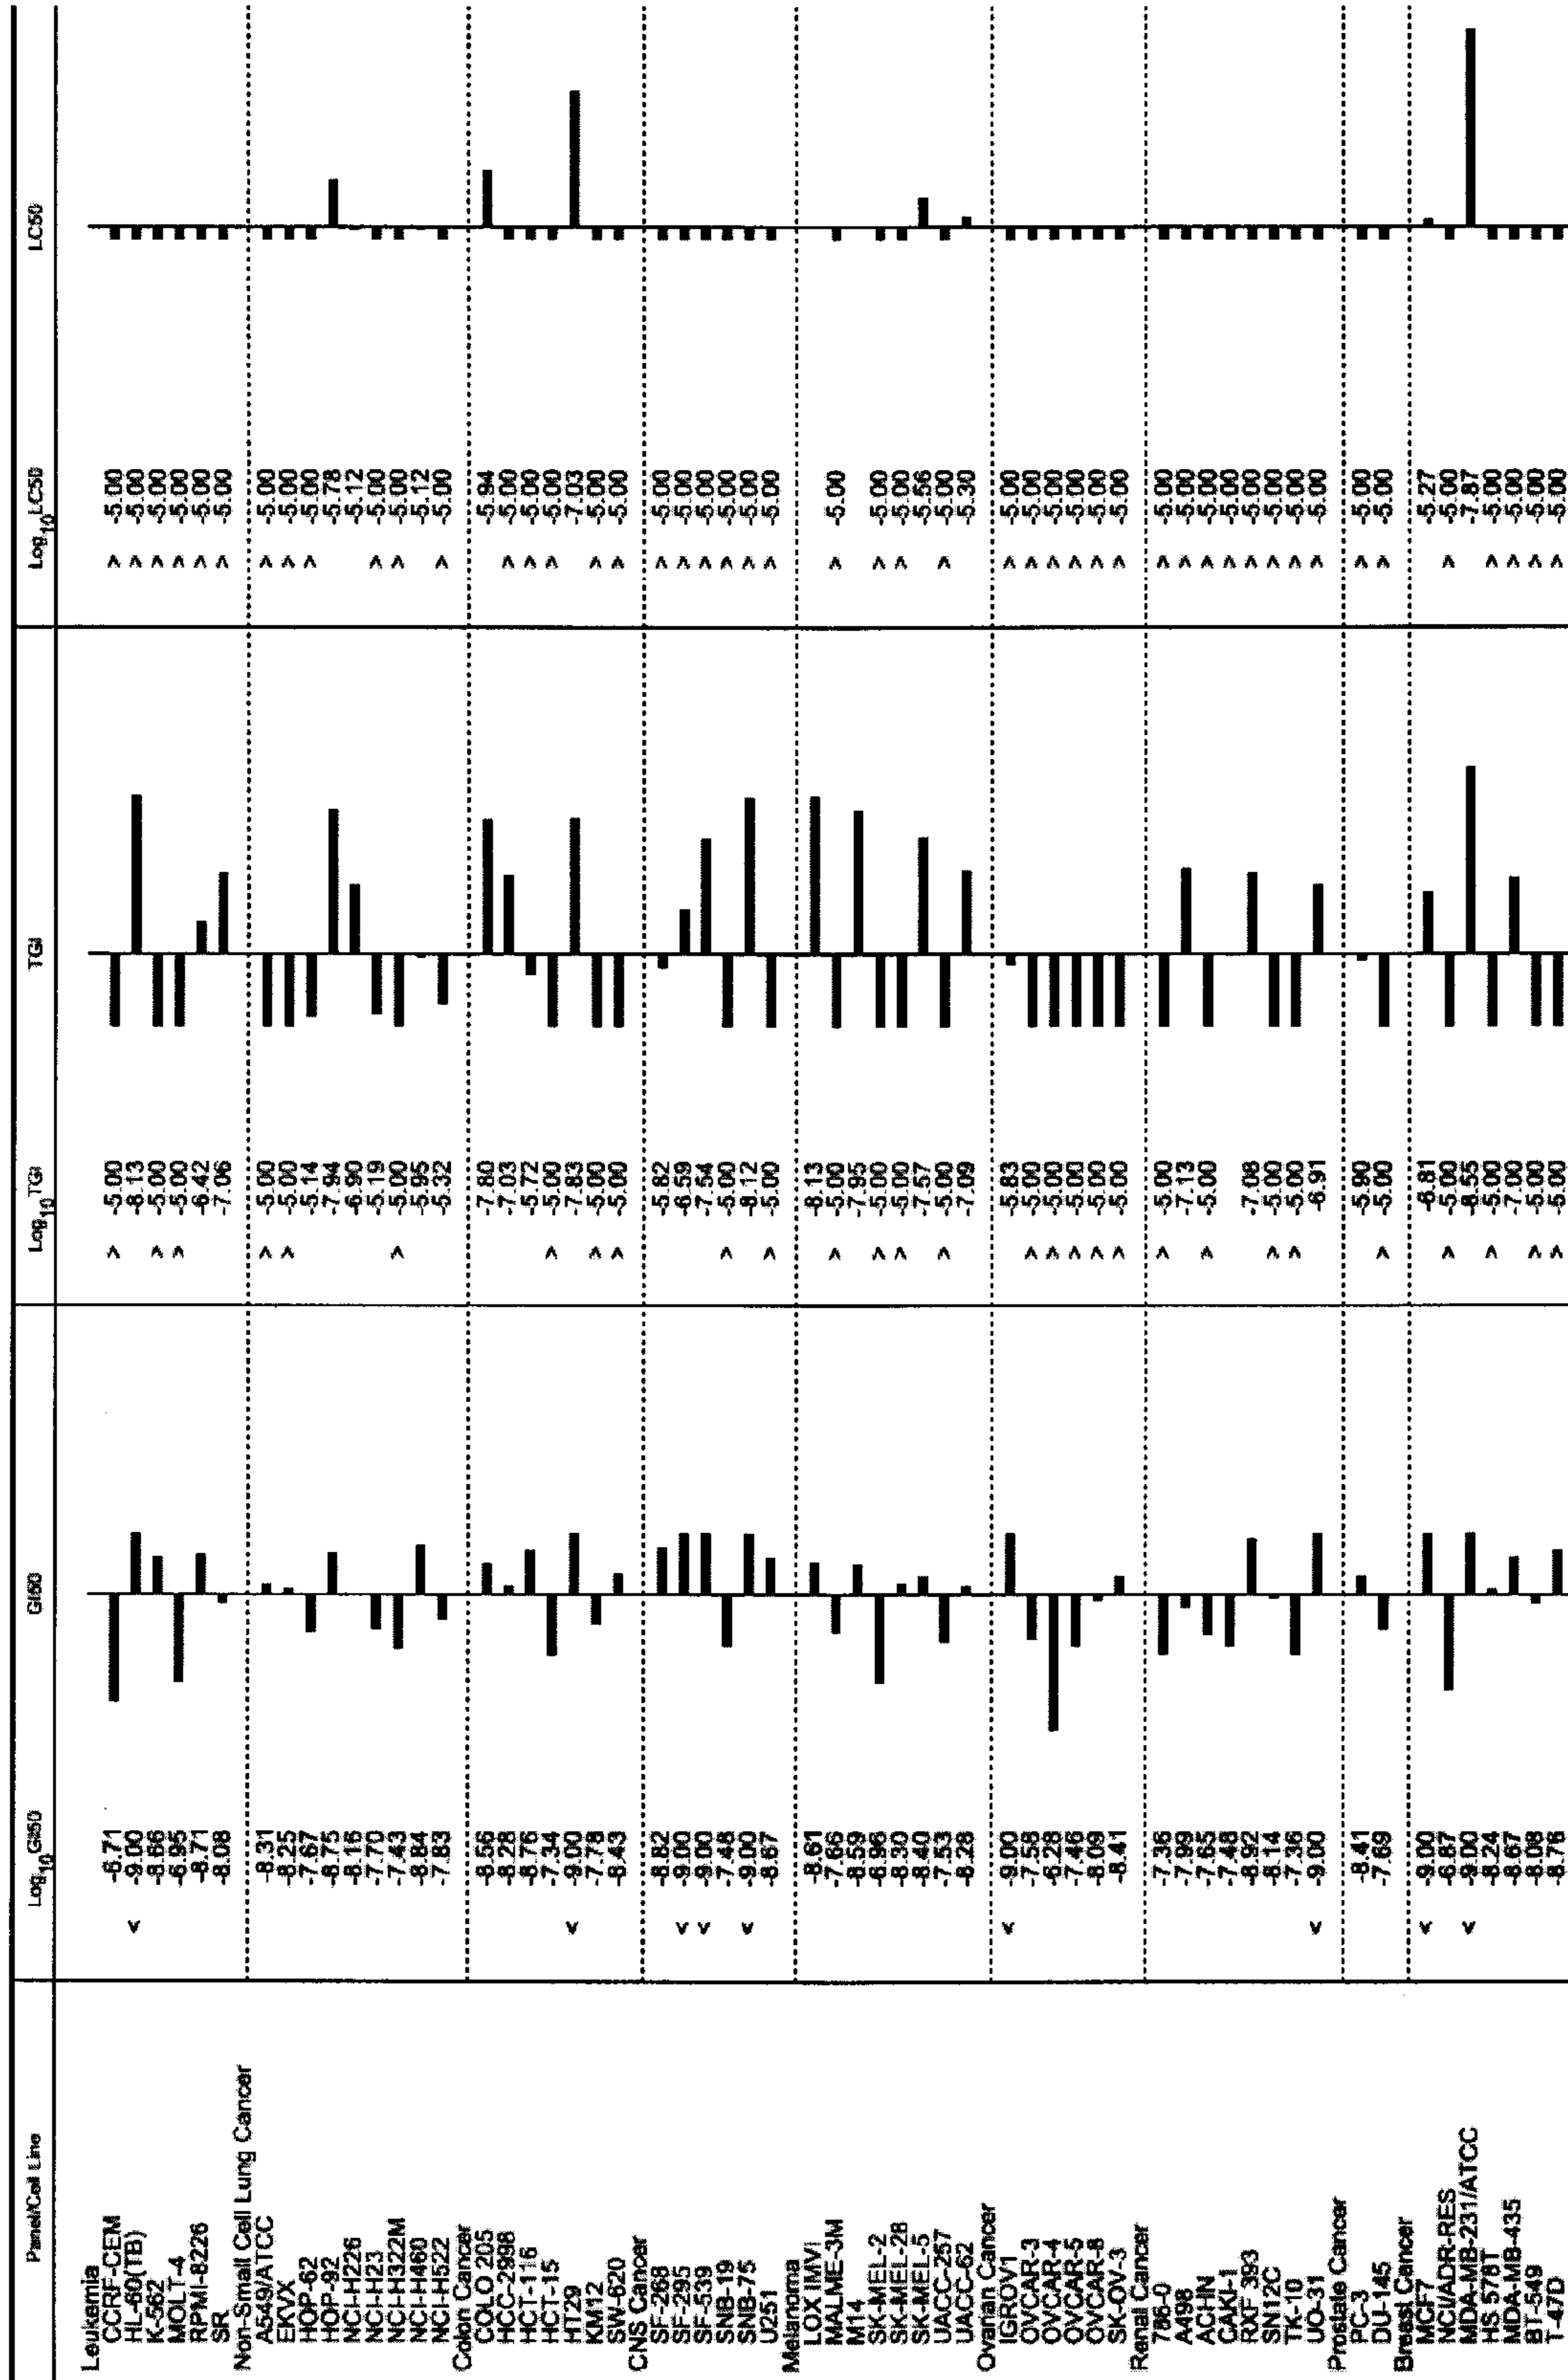 Panel/Cell Line Log10 GI50 GI50 Log10 TGI TGI Log10 LC50 LC50
Leukemia
CCRF-CEM -6.71 > -5.00 > -5.00
HL-60(TB) < -9.00 -8.13 > -5.00
K-562 -8.66 > -5.00 > -5.00
MOLT-4 -6.95 > -5.00 > -5.00
RPMI-8226 -8.71 -6.42 > -5.00
SR -8.08 -7.06 > -5.00
Non-Small Cell Lung Cancer
A549/ATCC -8.31 > -5.00 > -5.00
EKVX -8.25 > -5.00 > -5.00
HOP-62 -7.67 -5.14 > -5.00
HOP-92 -8.75 -7.94 -5.78
NCI-H226 -8.16 -6.90 -5.12
NCI-H23 -7.70 -5.19 > -5.00
NCI-H322M -7.43 > -5.00 > -5.00
NCI-H460 -8.84 -5.95 -5.12
NCI-H522 -7.83 -5.32 > -5.00
Colon Cancer
COLO 205 -8.56 -7.80 -5.94
HCC-2998 -8.28 -7.03 > -5.00
HCT-116 -8.76 -5.72 > -5.00
HCT-15 -7.34 > -5.00 > -5.00
HT29 < -9.00 -7.83 -7.03
KM12 -7.78 > -5.00 > -5.00
SW-620 -8.43 > -5.00 > -5.00
CNS Cancer
SF-268 -8.82 -5.82 > -5.00
SF-295 < -9.00 -6.59 > -5.00
SF-539 < -9.00 -7.54 > -5.00
SNB-19 -7.48 > -5.00 > -5.00
SNB-75 < -9.00 -8.12 > -5.00
U251 -8.67 > -5.00 > -5.00
Melanoma
LOX IMVI -8.61 -8.13
MALME-3M -7.66 > -5.00 > -5.00
M14 -8.59 -7.95
SK-MEL-2 -6.96 > -5.00 > -5.00
SK-MEL-28 -8.30 > -5.00 > -5.00
SK-MEL-5 -8.40 -7.57 -5.56
UACC-257 -7.53 > -5.00 > -5.00
UACC-62 -8.28 -7.09 -5.30
Ovarian Cancer
IGROV1 < -9.00 -5.83 > -5.00
OVCAR-3 -7.58 > -5.00 > -5.00
OVCAR-4 -6.28 > -5.00 > -5.00
OVCAR-5 -7.46 > -5.00 > -5.00
OVCAR-8 -8.09 > -5.00 > -5.00
SK-OV-3 -8.41 > -5.00 > -5.00
Renal Cancer
786-0 -7.36 > -5.00 > -5.00
A498 -7.99 -7.13 > -5.00
ACHN -7.65 > -5.00 > -5.00
CAKI-1 -7.48 > -5.00
RXF 393 -8.92 -7.08 > -5.00
SN12C -8.14 > -5.00 > -5.00
TK-10 -7.36 > -5.00 > -5.00
UO-31 < -9.00 -6.91 > -5.00
Prostate Cancer
PC-3 -8.41 -5.90 > -5.00
DU-145 -7.69 > -5.00 > -5.00
Breast Cancer
MCF7 < -9.00 -6.81 -5.27
NCI/ADR-RES -6.87 > -5.00 > -5.00
MDA-MB-231/ATCC < -9.00 -8.55 -7.87
HS 578T -8.24 > -5.00 > -5.00
MDA-MB-435 -8.67 -7.00 > -5.00
BT-549 -8.08 > -5.00 > -5.00
T-47D -8.76 > -5.00 > -5.00